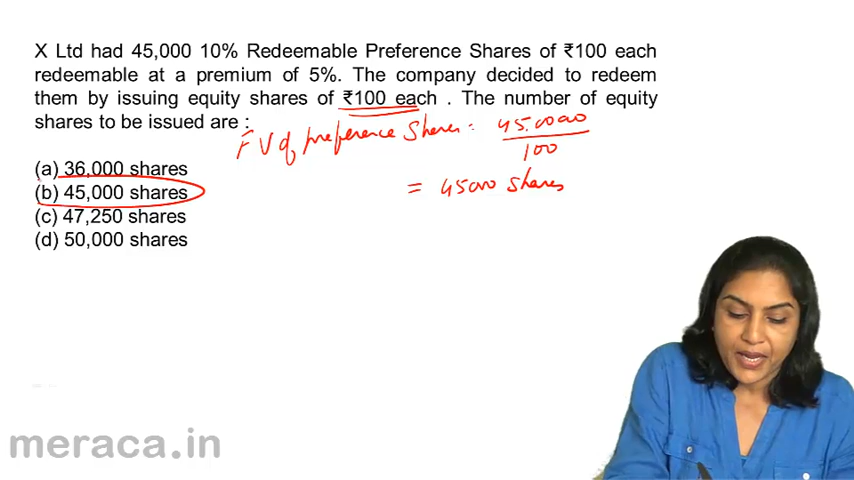 X Ltd had 45,000 10% Redeemable Preference Shares of ₹100 each
redeemable at a premium of 5%. The company decided to redeem
them by issuing equity shares of ₹100 each . The number of equity
shares to be issued are :
FV of preference Shares : 4500000
100
= 45000 shares
(a) 36,000 shares
(b) 45,000 shares
(c) 47,250 shares
(d) 50,000 shares
meraca.in